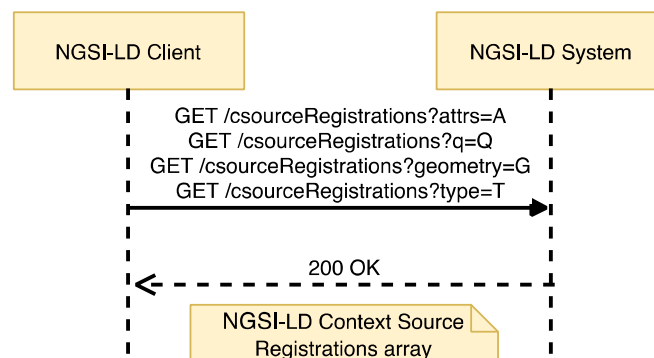 NGSI-LD Client
NGSI-LD System
GET /csourceRegistrations?attrs=A
GET /csourceRegistrations?q=Q
GET /csourceRegistrations?geometry=G
GET /csourceRegistrations?type=T
200 OK
NGSI-LD Context Source
Registrations array